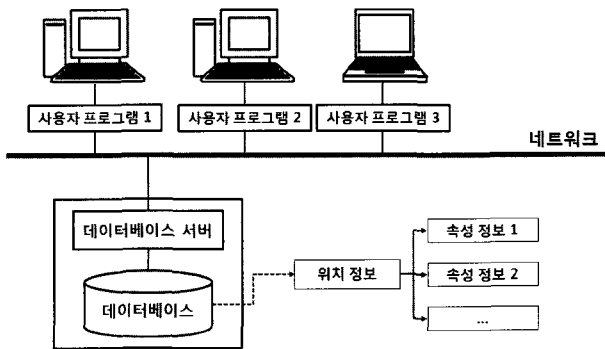 사용자 프로그램 1
사용자 프로그램 2
사용자 프로그램 3
네트워크
데이터베이스 서버
데이터베이스
위치 정보
속성 정보 1
속성 정보 2
...